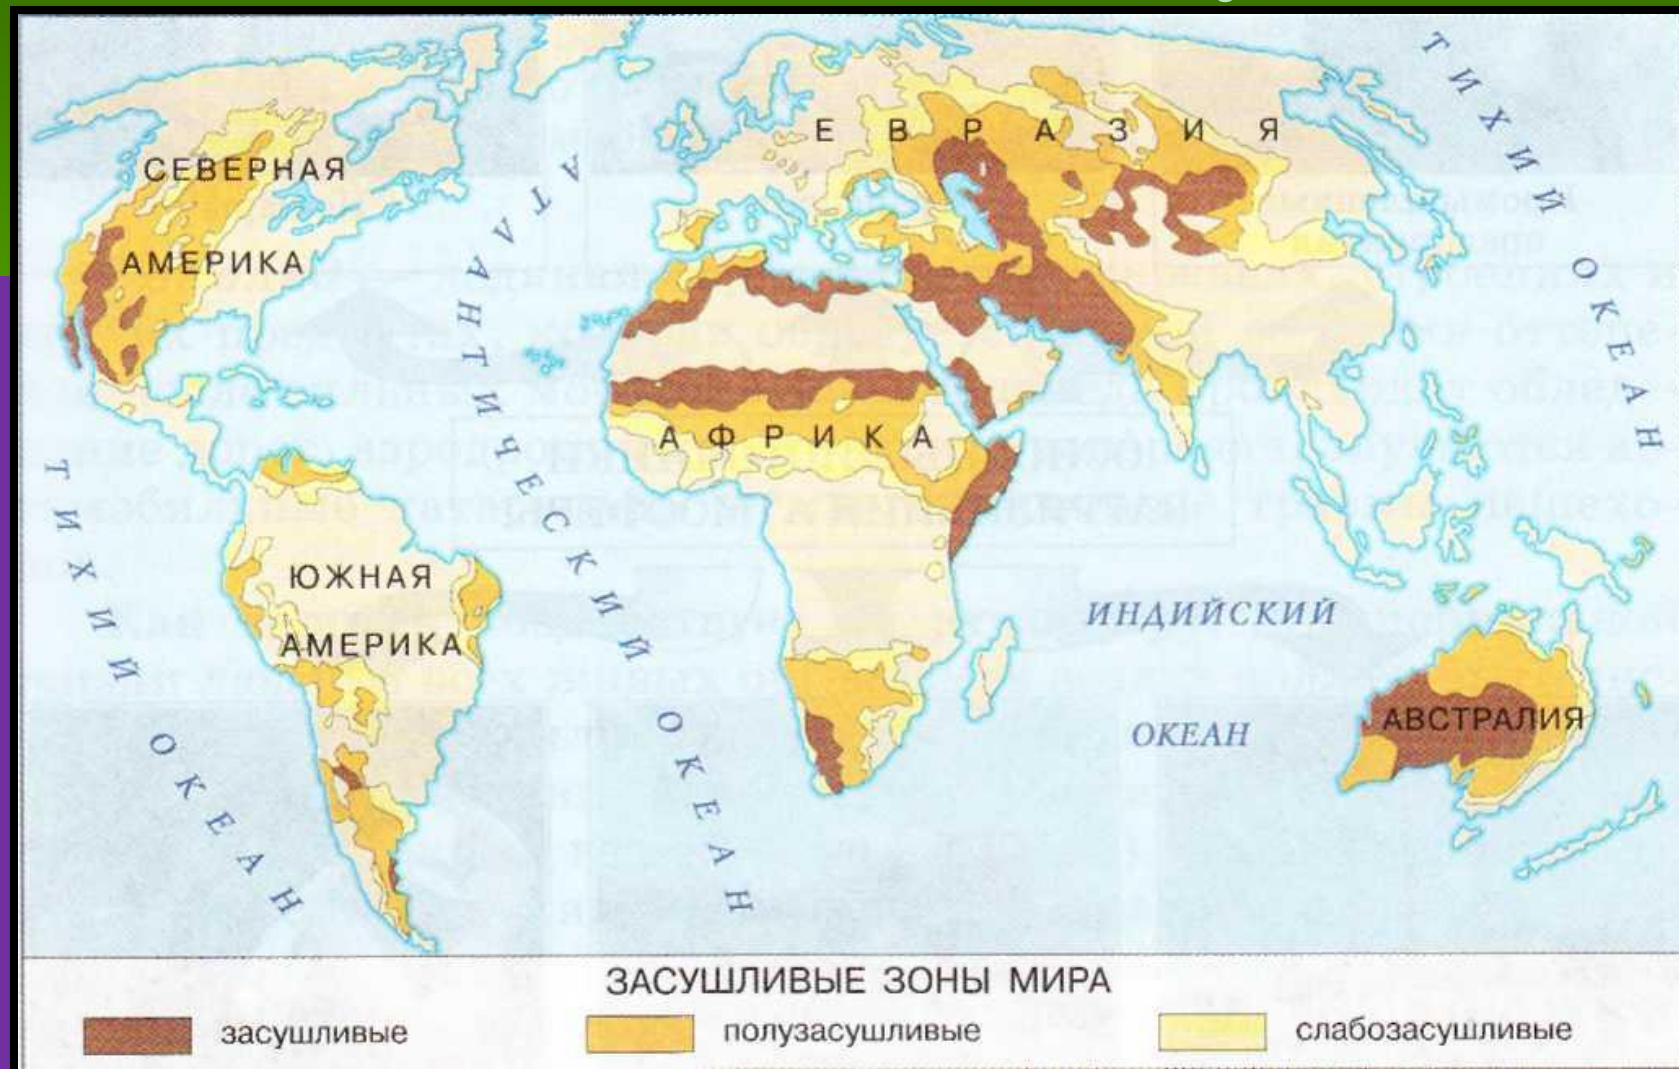 СЕВЕРНАЯ
АМЕРИКА
ЕВРАЗИЯ
АФРИКА
ЮЖНАЯ
АМЕРИКА
АВСТРАЛИЯ
АТЛАНТИЧЕСКИЙ ОКЕАН
ТИХИЙ ОКЕАН
ТИХИЙ ОКЕАН
ИНДИЙСКИЙ
ОКЕАН
ЗАСУШЛИВЫЕ ЗОНЫ МИРА
засушливые
полузасушливые
слабозасушливые